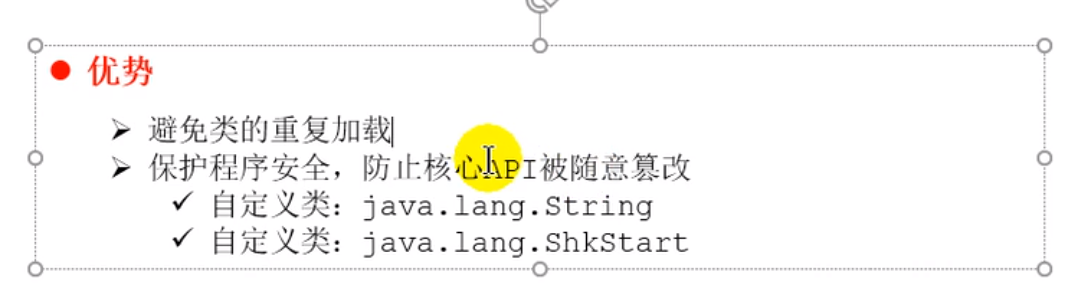 优势
避免类的重复加载
保护程序安全，防止核心API被随意篡改
自定义类：java.lang.String
自定义类：java.lang.ShkStart